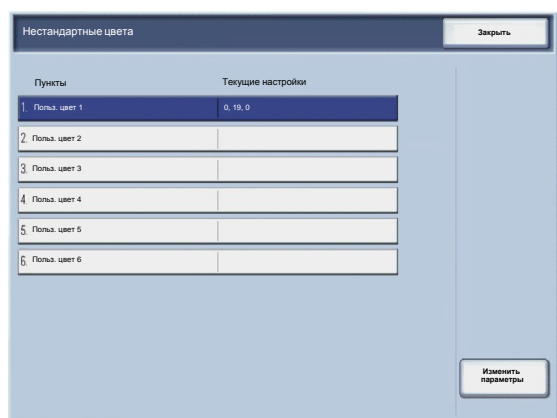 Нестандартные цвета
Закрыть
Пункты Текущие настройки
1. Польз. цвет 1 0, 19, 0
2. Польз. цвет 2
3. Польз. цвет 3
4. Польз. цвет 4
5. Польз. цвет 5
6. Польз. цвет 6
Изменить
параметры